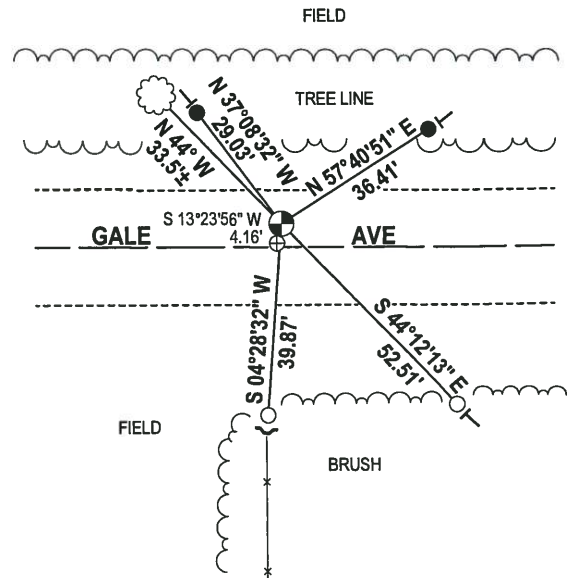 FIELD
TREE LINE
N 37°08'32" W
29.03'
N 44° W
33.5'±
N 57°40'51" E
36.41'
S 13°23'56" W
4.16'
GALE AVE
S 04°28'32" W
39.87'
S 44°12'13" E
52.51'
FIELD
BRUSH